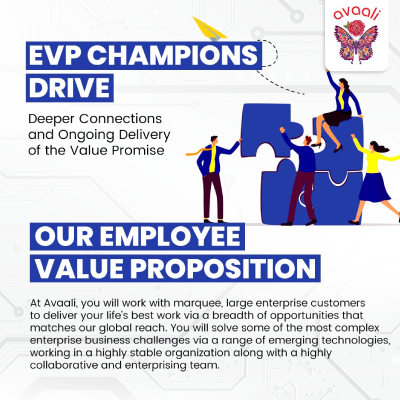 avaali
EVP CHAMPIONS
DRIVE
Deeper Connections
and Ongoing Delivery
of the Value Promise
OUR EMPLOYEE
VALUE PROPOSITION
At Avaali, you will work with marquee, large enterprise customers
to deliver your life's best work via a breadth of opportunities that
matches our global reach. You will solve some of the most complex
enterprise business challenges via a range of emerging technologies,
working in a highly stable organization along with a highly
collaborative and enterprising team.